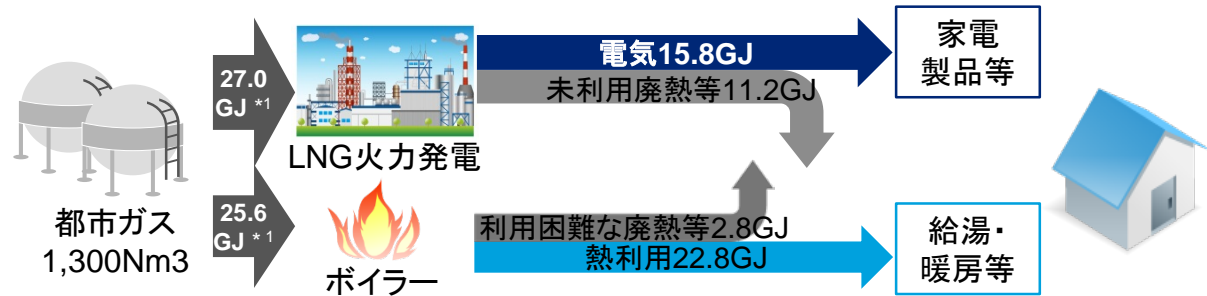 都市ガス
1,300Nm3
27.0
GJ *1
25.6
GJ *1
LNG火力発電
ボイラー
電気15.8GJ
未利用廃熱等11.2GJ
利用困難な廃熱等2.8GJ
熱利用22.8GJ
家電
製品等
給湯・
暖房等